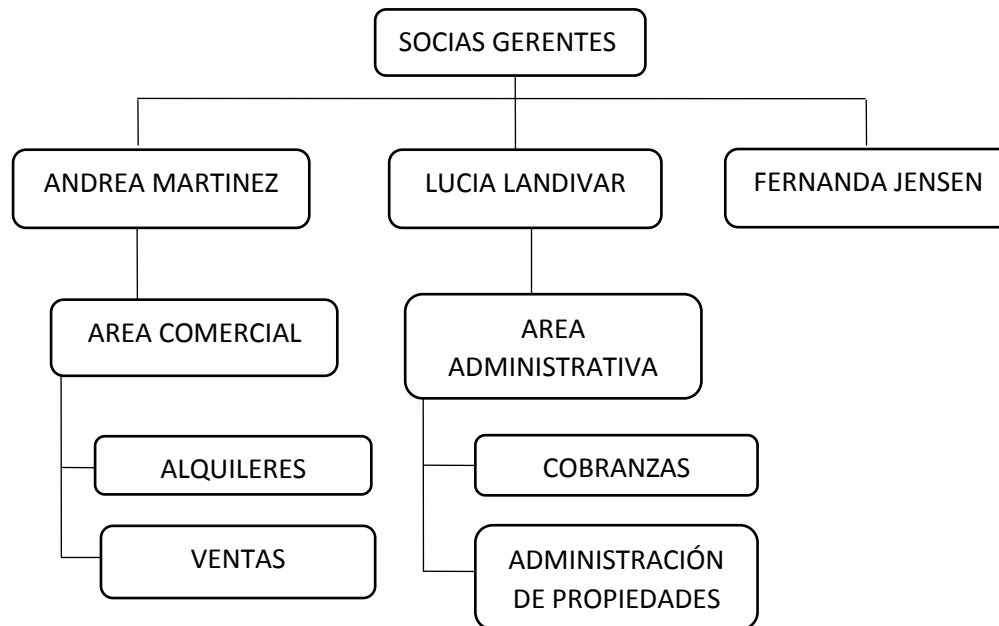 SOCIAS GERENTES
ANDREA MARTINEZ
LUCIA LANDIVAR
FERNANDA JENSEN
AREA COMERCIAL
AREA
ADMINISTRATIVA
ALQUILERES
COBRANZAS
VENTAS
ADMINISTRACIÓN
DE PROPIEDADES